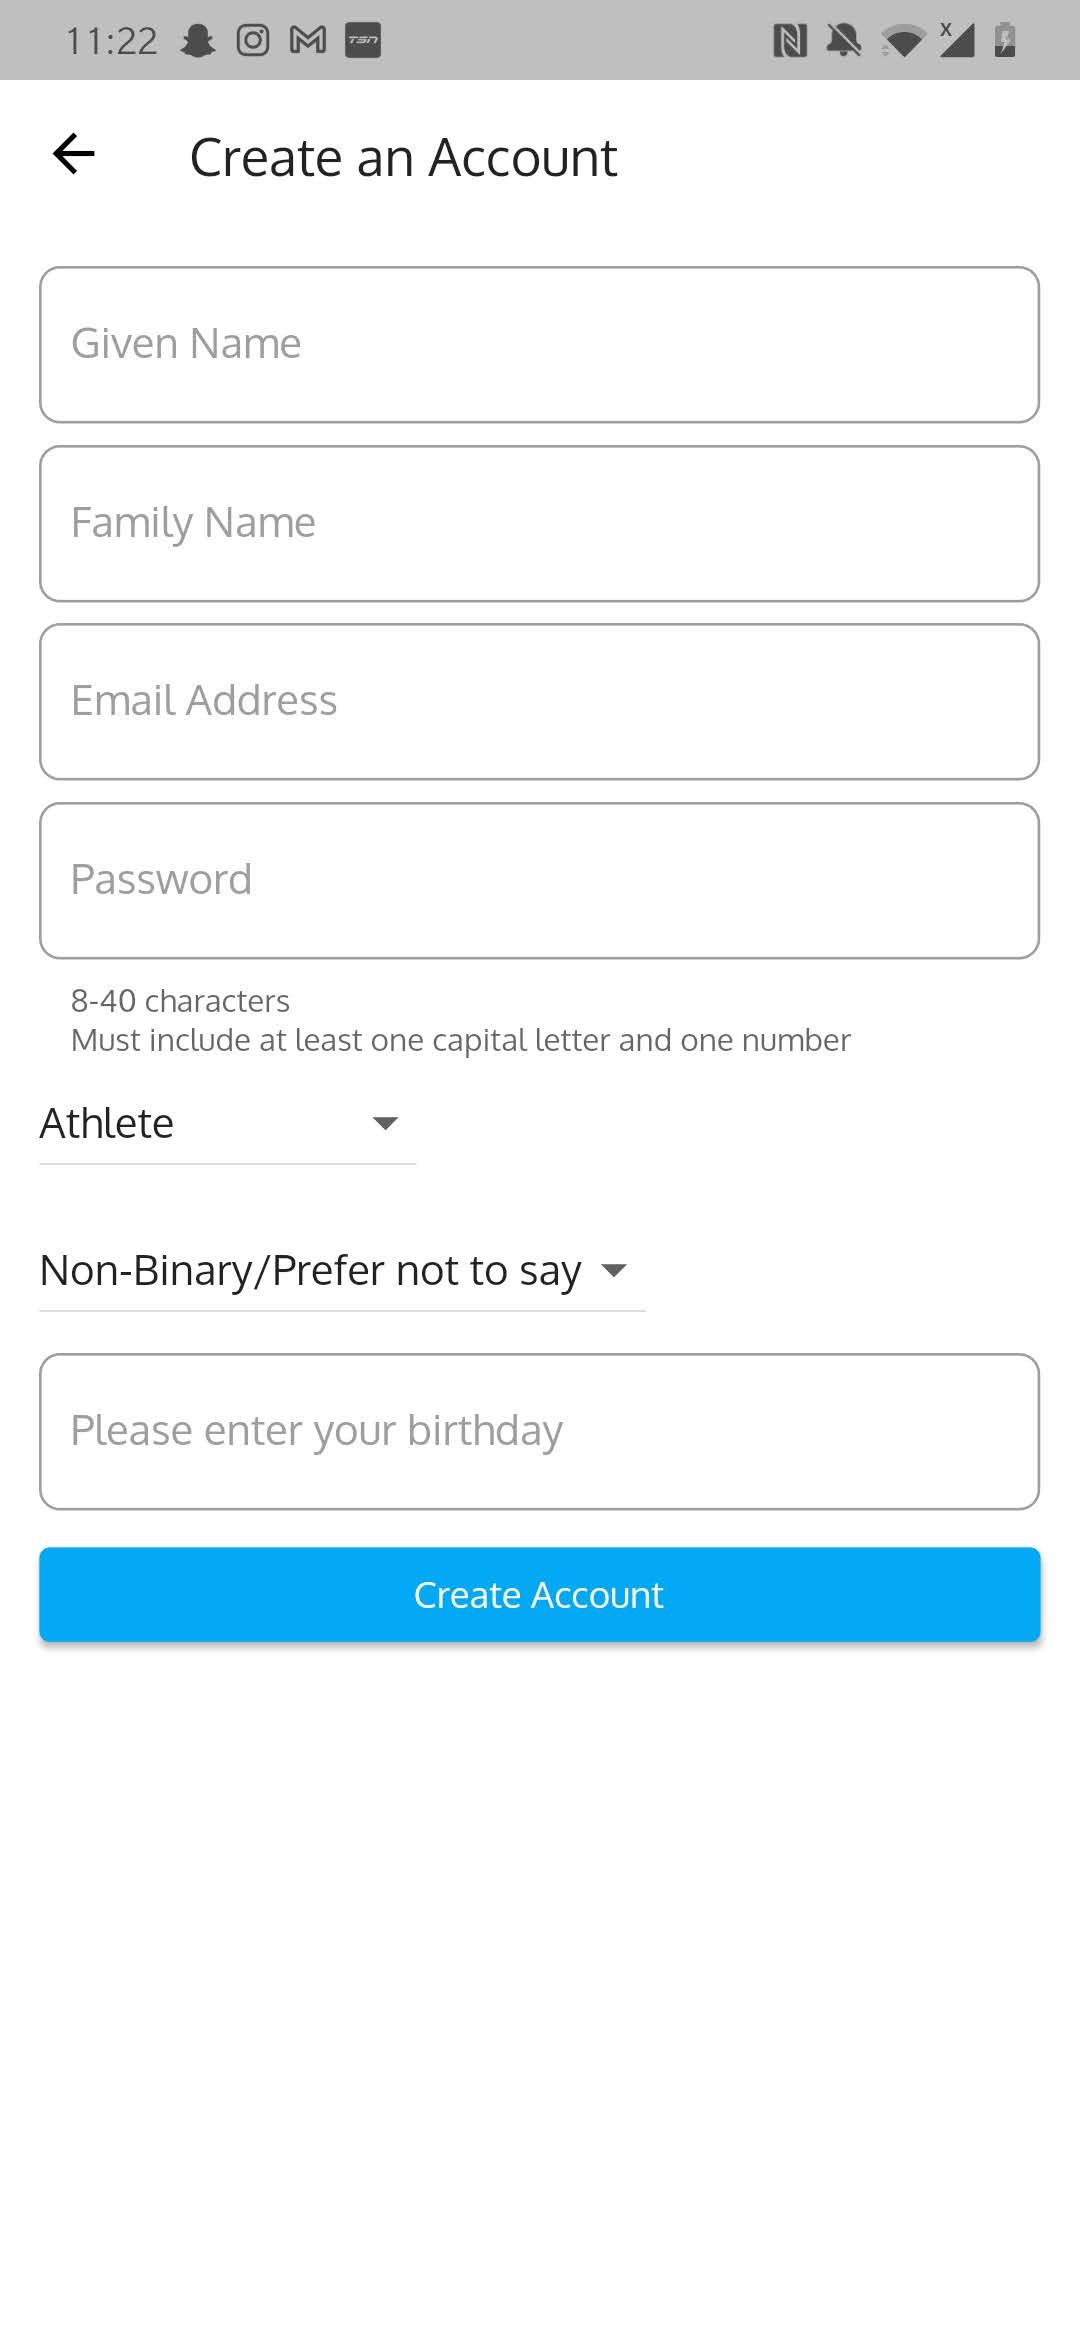 11:22 TSN
Create an Account
Given Name
Family Name
Email Address
Password
8-40 characters
Must include at least one capital letter and one number
Athlete
Non-Binary/Prefer not to say
Please enter your birthday
Create Account